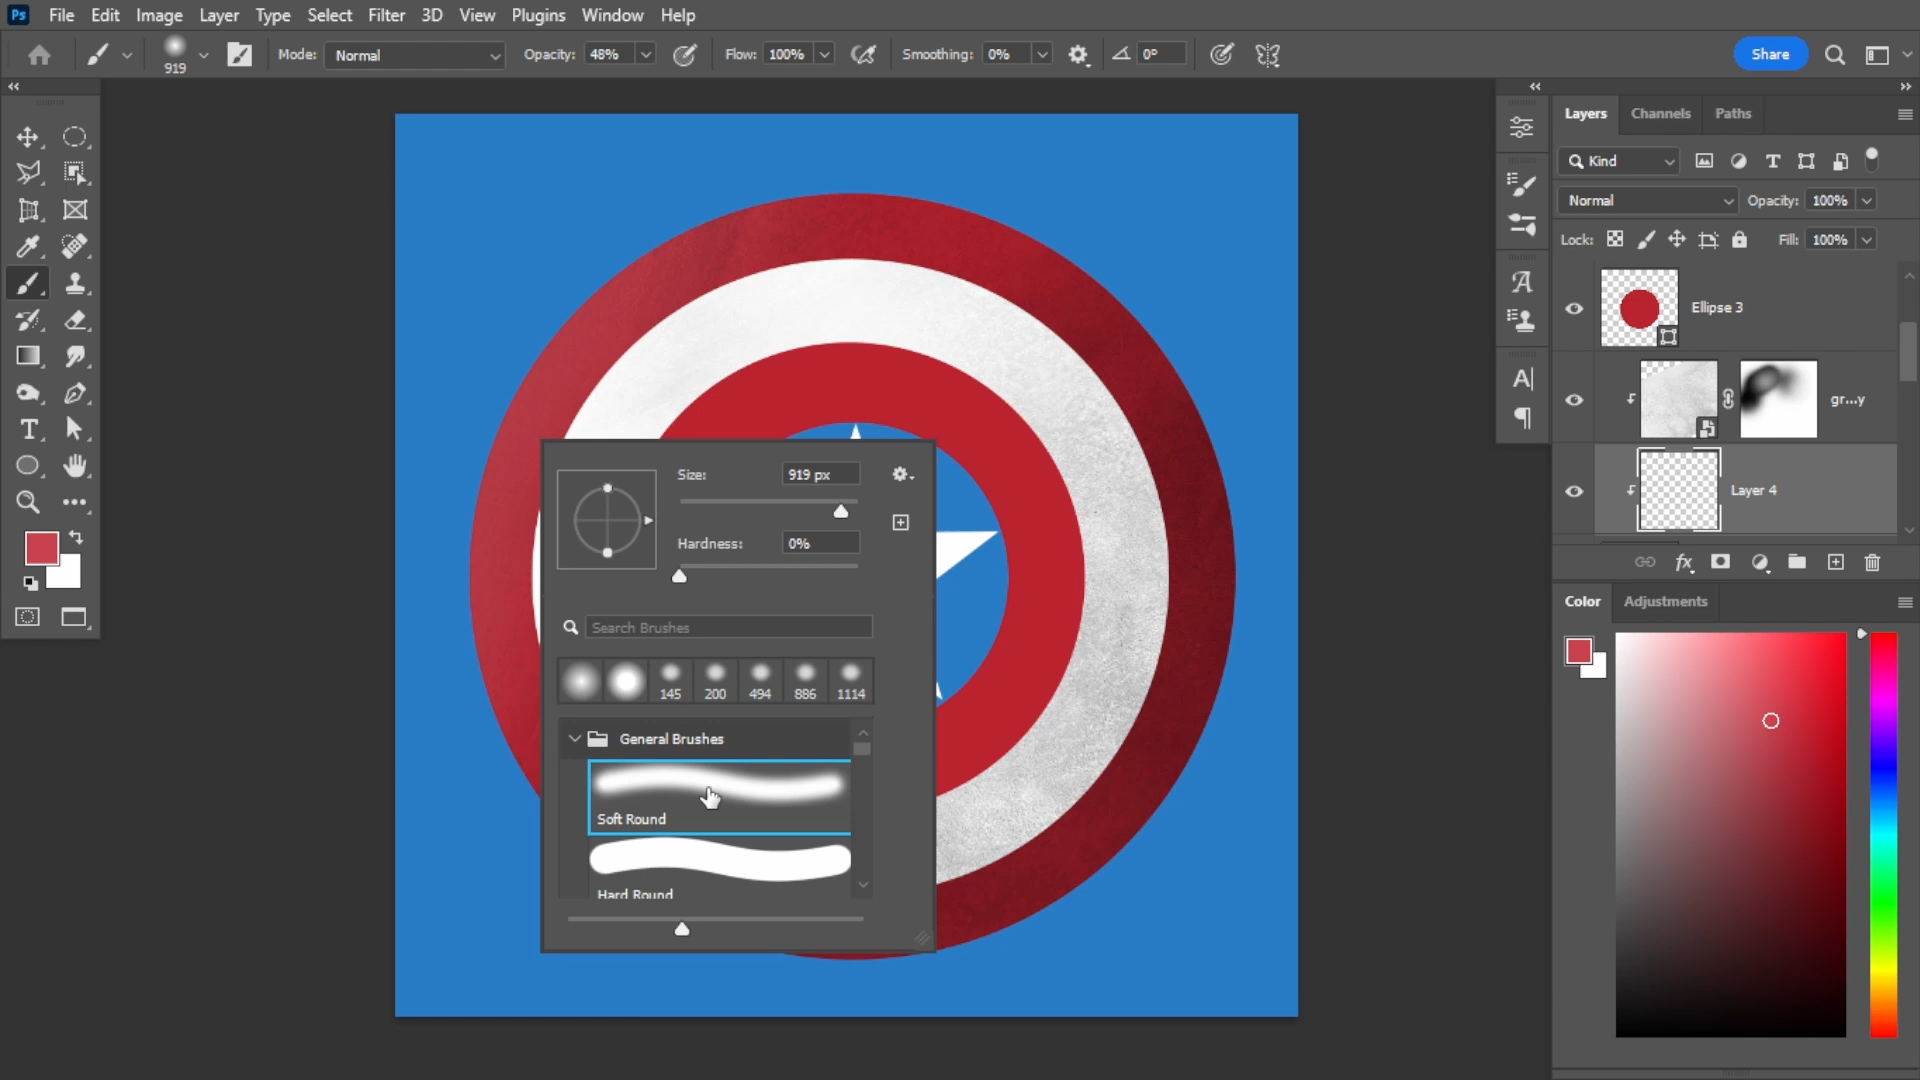 Ps File Edit Image Layer Type Select Filter 3D View Plugins Window Help
919 Mode: Normal Opacity: 48% Flow: 100% Smoothing: 0% 0° Share
Layers Channels Paths
Kind
Normal Opacity: 100%
Lock: Fill: 100%
Ellipse 3
gr...y
Layer 4
fx
Color Adjustments
Size: 919 px
Hardness: 0%
Search Brushes
145 200 494 886 1114
General Brushes
Soft Round
Hard Round